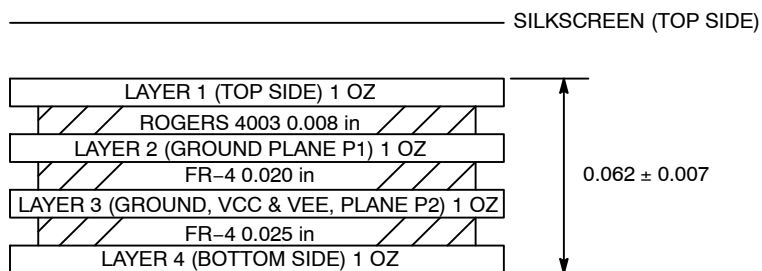 SILKSCREEN (TOP SIDE)
LAYER 1 (TOP SIDE) 1 OZ
ROGERS 4003 0.008 in
LAYER 2 (GROUND PLANE P1) 1 OZ
FR−4 0.020 in
0.062 ± 0.007
LAYER 3 (GROUND, VCC & VEE, PLANE P2) 1 OZ
FR−4 0.025 in
LAYER 4 (BOTTOM SIDE) 1 OZ